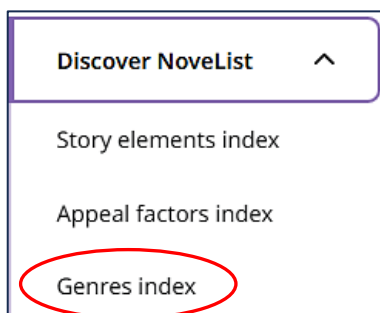 Discover NoveList
Story elements index
Appeal factors index
Genres index